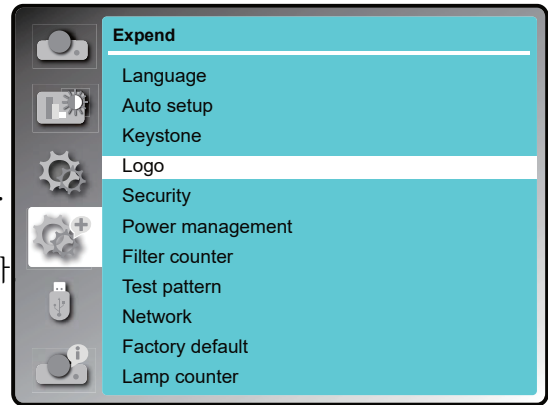 Expend
Language
Auto setup
Keystone
Logo
Security
Power management
Filter counter
Test pattern
Network
Factory default
Lamp counter